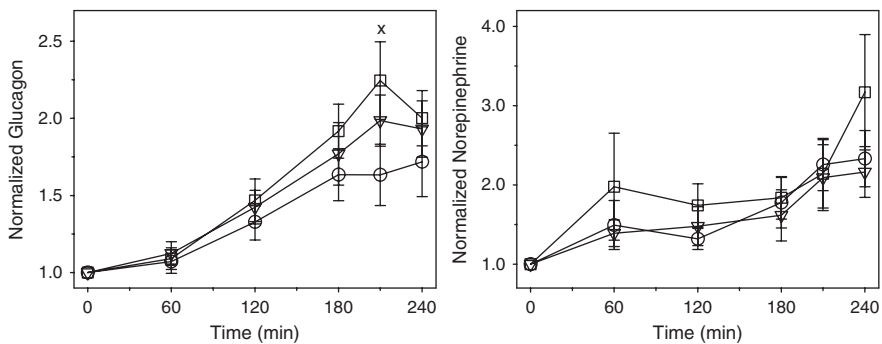 x
2.5
2.0
1.5
1.0
Normalized Glucagon
0 60 120 180 240
Time (min)
4.0
3.0
2.0
1.0
Normalized Norepinephrine
0 60 120 180 240
Time (min)